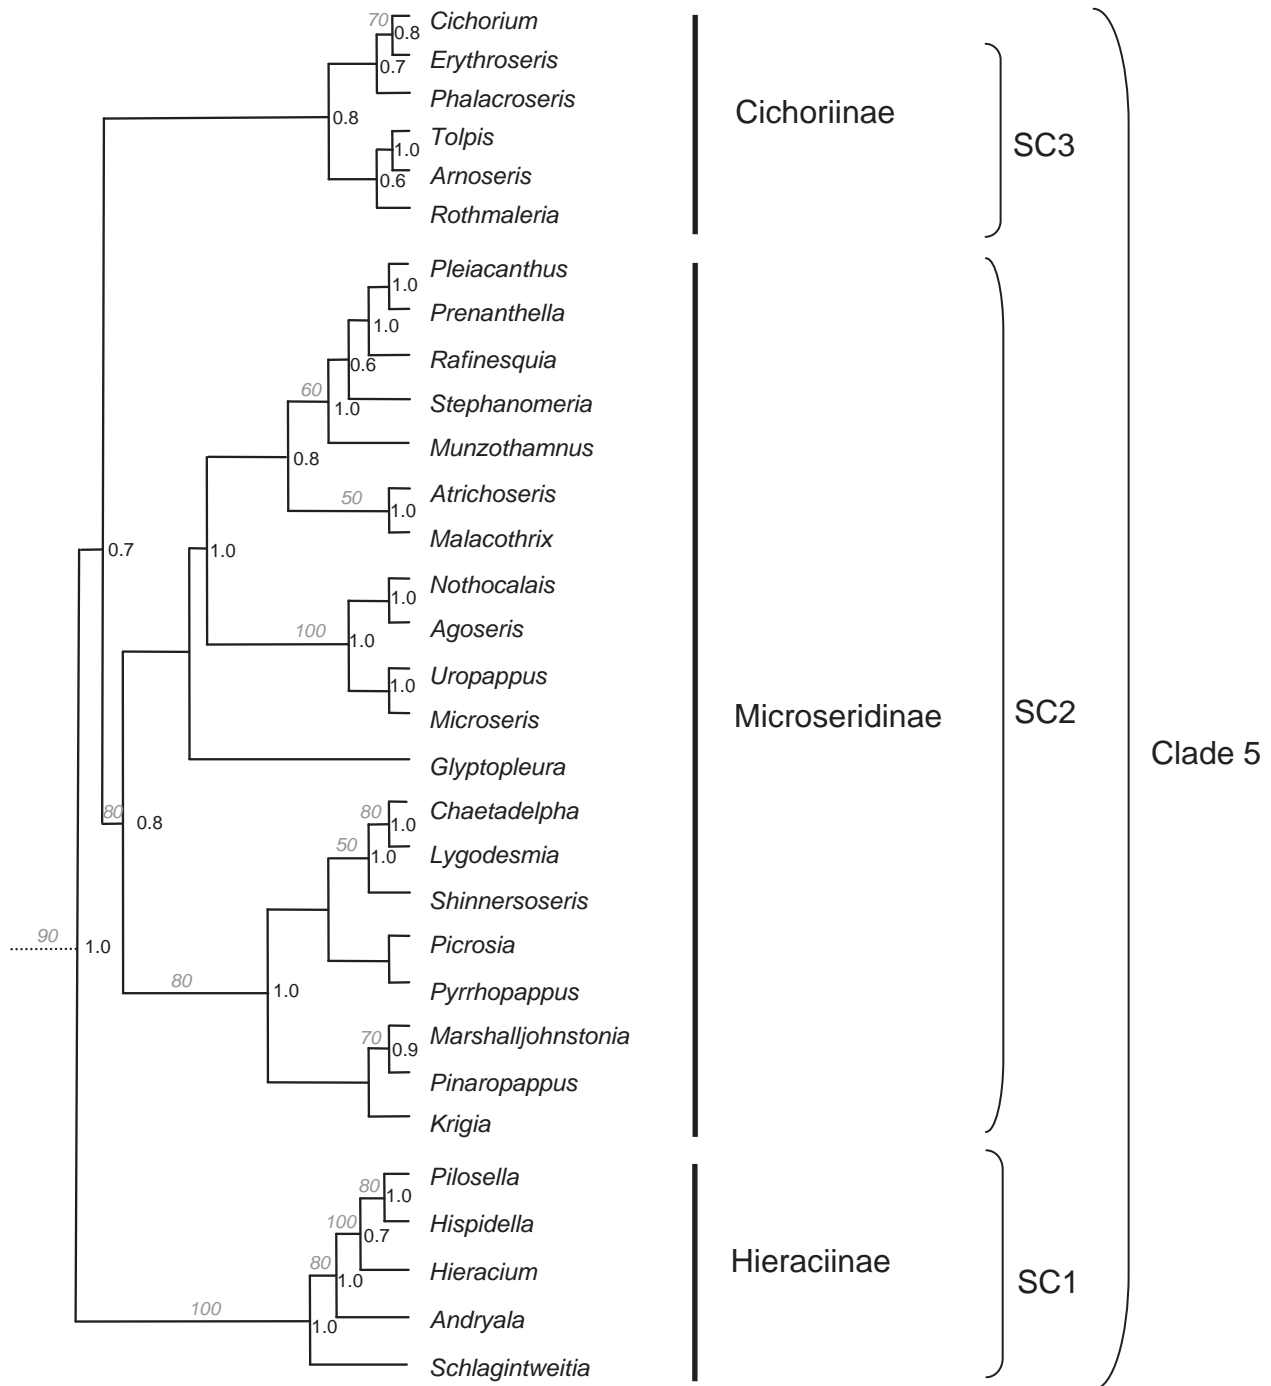 70
Cichorium
0.8
Erythroseris
0.7
Phalacroseris
Cichoriinae
0.8
Tolpis
SC3
1.0
Arnoseris
0.6
Rothmaleria
Pleiacanthus
1.0
Prenanthella
1.0
Rafinesquia
0.6
60
Stephanomeria
1.0
Munzothamnus
0.8
Atrichoseris
50
1.0
Malacothrix
0.7
1.0
Nothocalais
1.0
Agoseris
100
1.0
Uropappus
1.0
Microseris
Microseridinae
SC2
Clade 5
Glyptopleura
80
0.8
Chaetadelpha
80
1.0
50
Lygodesmia
1.0
Shinnersoseris
90
1.0
Picrosia
80
1.0
Pyrrhopappus
70
Marshalljohnstonia
0.9
Pinaropappus
Krigia
Pilosella
80
1.0
100
Hispidella
0.7
80
Hieracium
1.0
Hieraciinae
SC1
100
Andryala
1.0
Schlagintweitia